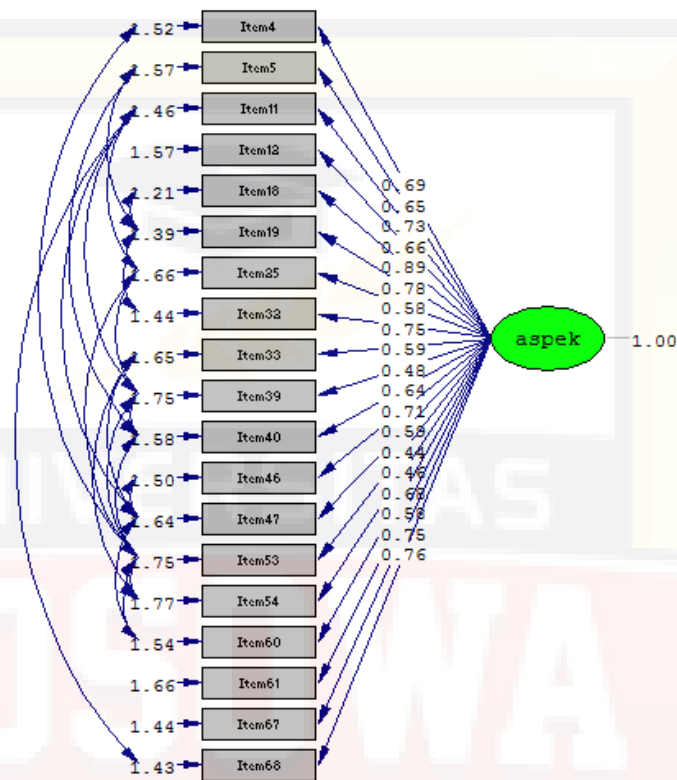 1.52 Item4
1.57 Item5
1.46 Item11
1.57 Item12
1.21 Item18
1.39 Item19
1.66 Item25
1.44 Item32
1.65 Item33
1.75 Item39
1.58 Item40
1.50 Item46
1.64 Item47
1.75 Item53
1.77 Item54
1.54 Item60
1.66 Item61
1.44 Item67
1.43 Item68
0.69
0.65
0.73
0.66
0.89
0.78
0.58
0.75
0.59
0.48
0.64
0.71
0.44
0.46
0.58
0.75
0.76
aspek 1.00